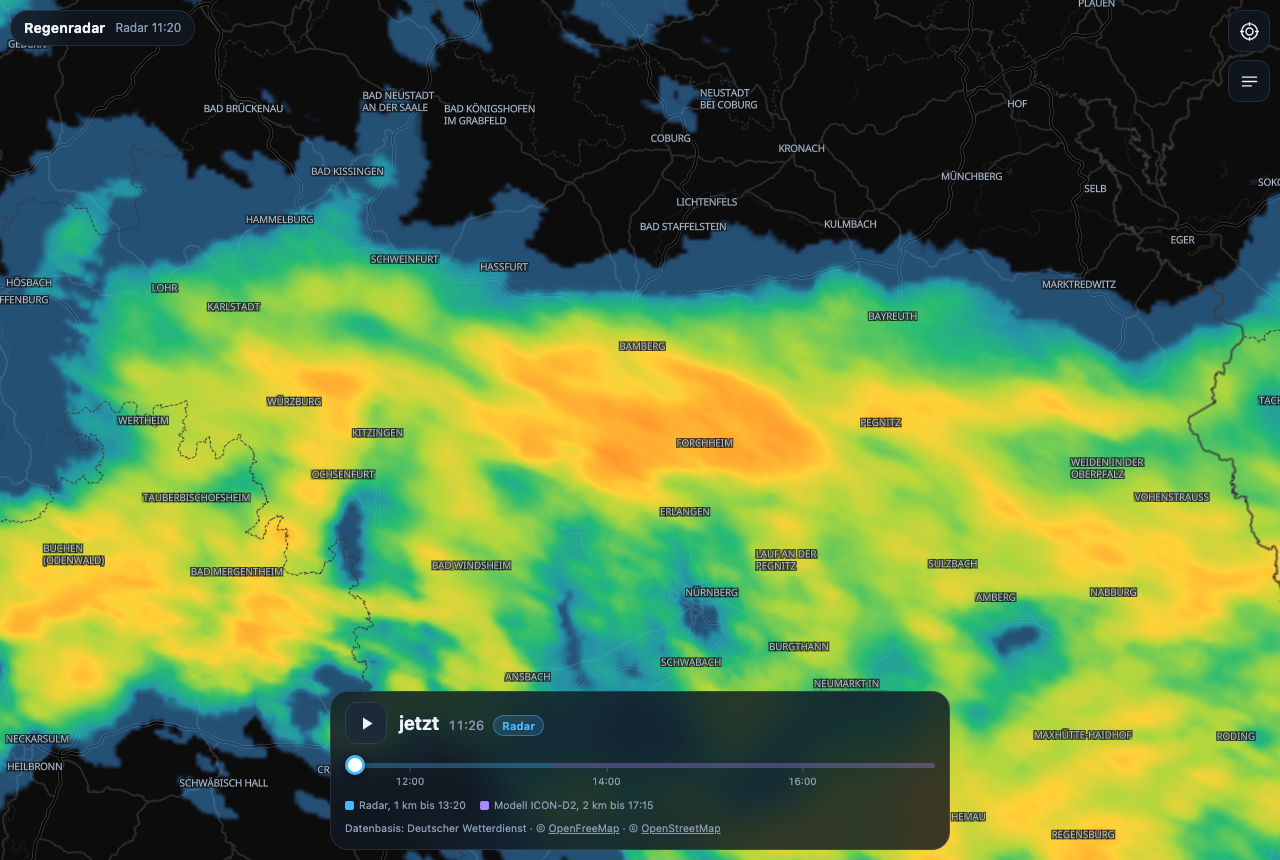 Regenradar Radar 11:20
PLAUEN
BAD BRÜCKENAU
BAD NEUSTADT
AN DER SAALE
BAD KÖNIGSHOFEN
IM GRABFELD
NEUSTADT
BEI COBURG
HOF
COBURG
KRONACH
BAD KISSINGEN
MÜNCHBERG
SELB
SOKO
HAMMELBURG
LICHTENFELS
BAD STAFFELSTEIN
KULMBACH
EGER
SCHWEINFURT
HASSFURT
HÖSBACH
FFENBURG
LOHR
KARLSTADT
MARKTREDWITZ
BAYREUTH
BAMBERG
WÜRZBURG
TACH
WERTHEIM
KITZINGEN
FORCHHEIM
PEGNITZ
OCHSENFURT
WEIDEN IN DER
OBERPFALZ
TAUBERBISCHOFSHEIM
VOHENSTRAUSS
ERLANGEN
BUCHEN
(ODENWALD)
BAD MERGENTHEIM
BAD WINDSHEIM
LAUF AN DER
PEGNITZ
SULZBACH
NÜRNBERG
AMBERG
NABBURG
BURGTHANN
SCHWABACH
ANSBACH
NEUMARKT IN
NECKARSULM
HEILBRONN
SCHWÄBISCH HALL
CR
MAXHÜTTE-HAIDHOF
RODING
HEMAU
REGENSBURG
jetzt 11:26 Radar
12:00 14:00 16:00
Radar, 1 km bis 13:20 Modell ICON-D2, 2 km bis 17:15
Datenbasis: Deutscher Wetterdienst · © OpenFreeMap · © OpenStreetMap